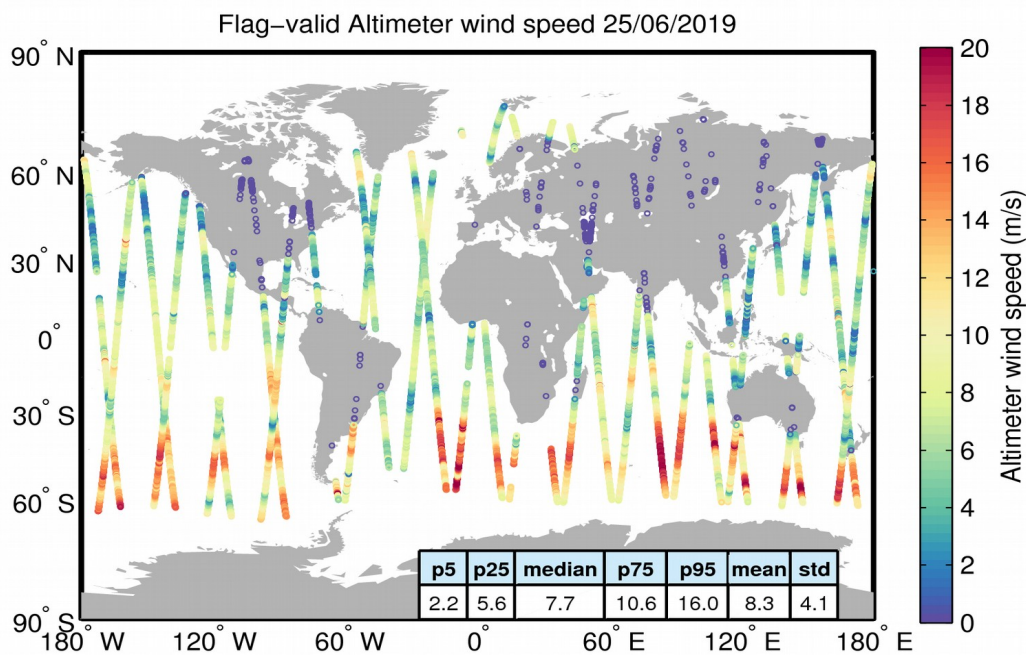 Flag−valid Altimeter wind speed 25/06/2019
90° N
60° N
30° N
0°
30° S
60° S
90° S
180° W
120° W
60° W
0°
60° E
120° E
180° E
p5 p25 median p75 p95 mean std
2.2 5.6 7.7 10.6 16.0 8.3 4.1
20
18
16
14
12
10
8
6
4
2
0
Altimeter wind speed (m/s)